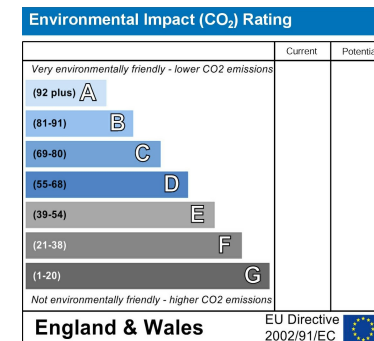 Environmental Impact (CO₂) Rating
Current
Very environmentally friendly - lower CO2 emissions
(92 plus) A
(81-91) B
(69-80) C
(55-68) D
(39-54) E
(21-38) F
(1-20) G
Not environmentally friendly - higher CO2 emissions
England & Wales
EU Directive
2002/91/EC